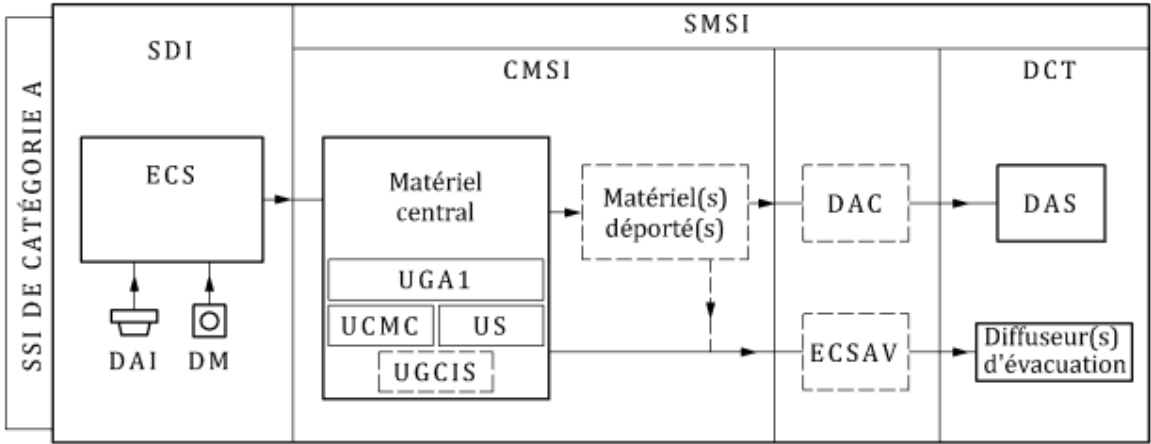 SSI DE CATÉGORIE A
SDI
SMSI
CMSI
DCT
ECS
Matériel
central
Matériel(s)
déporté(s)
DAC
DAS
UGA1
UCMC
US
UGCIS
ECSAV
Diffuseur(s)
d'évacuation
DAI
DM